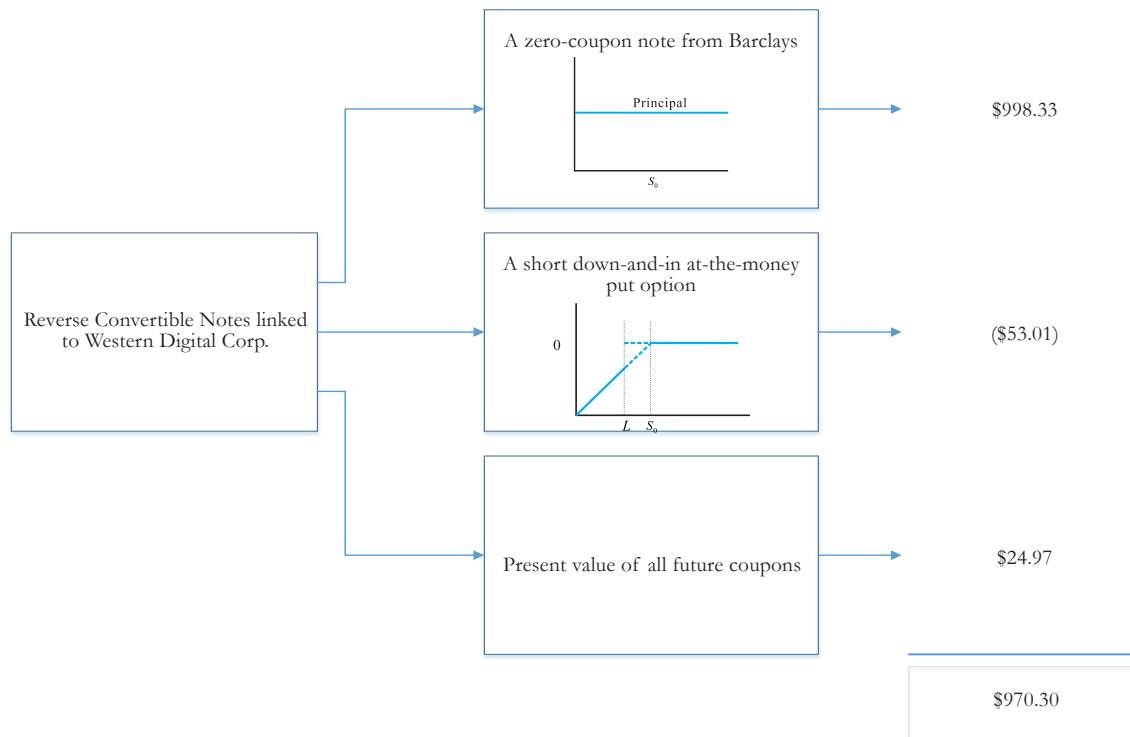 A zero-coupon note from Barclays
Principal
S₀
$998.33
Reverse Convertible Notes linked
to Western Digital Corp.
A short down-and-in at-the-money
put option
0
L S₀
($53.01)
Present value of all future coupons
$24.97
$970.30